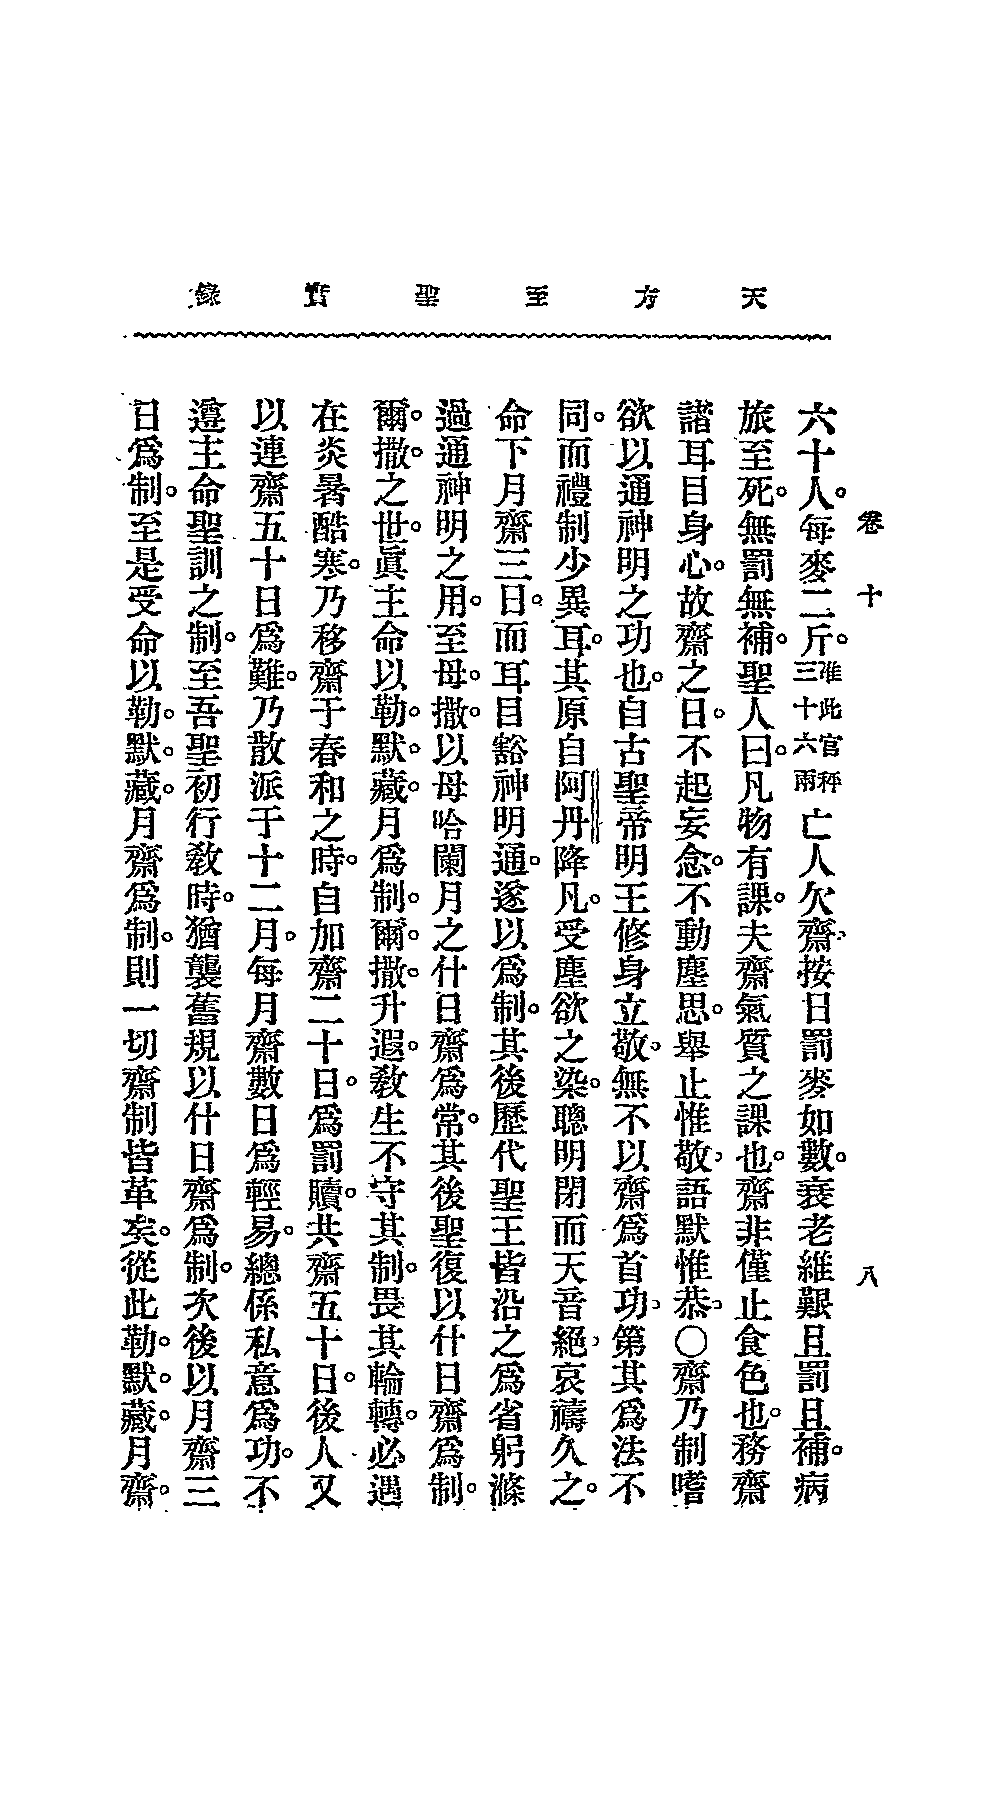 天方至聖實錄
卷十　八
六十人。每麥二斤。准此官秤三十六兩亡人欠齋、按日罰麥如數。衰老維艱且罰且補。病
旅至死。無罰無補。聖人曰。凡物有課。夫齋氣質之課也。齋非僅止食色也。務齋
諸耳目身心。故齋之日。不起妄念。不動塵思。舉止惟敬、語默惟恭、○齋乃制嗜
欲以通神明之功也。自古聖帝明王修身立敬、無不以齋爲首功、第其爲法不
同。而禮制少異耳。其原自阿丹降凡。受塵欲之染。聰明閉而天音絕、哀禱久之。
命下月齋三日。而耳目豁神明通。遂以爲制。其後歷代聖王皆沿之爲省躬滌
過通神明之用。至母。撒。以母哈闌月之什日齋爲常。其後聖復以什日齋爲制。
爾。撒。之世。眞主命以勒。默。藏。月爲制。爾。撒。升遐。敎生不守其制。畏其輪轉。必遇
在炎暑酷寒。乃移齋于春和之時。自加齋二十日。爲罰贖。共齋五十日。後人又
以連齋五十日爲難。乃散派于十二月。每月齋數日爲輕易。總係私意爲功。不
遵主命聖訓之制。至吾聖初行敎時。猶襲舊規以什日齋爲制。次後以月齋三
日爲制。至是受命以勒。默。藏。月齋爲制。則一切齋制皆革矣。從此勒。默。藏。月齋。